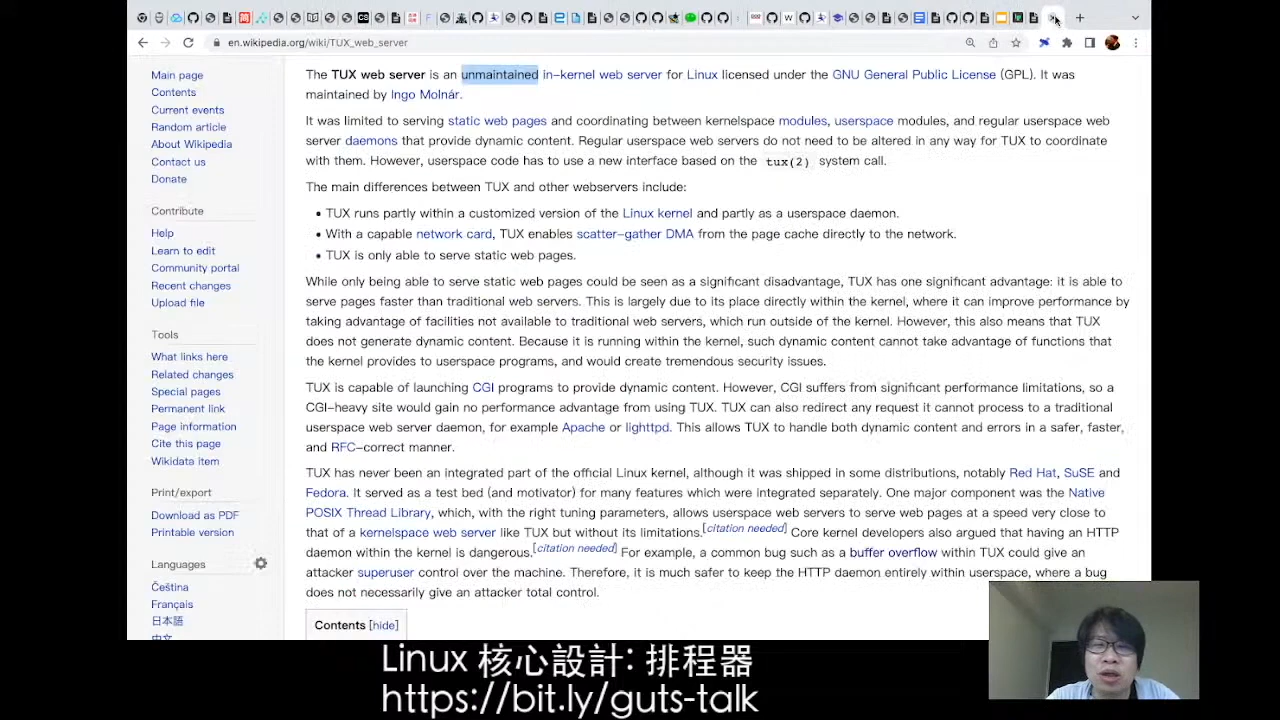 en.wikipedia.org/wiki/TUX_web_server
Main page
Contents
Current events
Random article
About Wikipedia
Contact us
Donate
Contribute
Help
Learn to edit
Community portal
Recent changes
Upload file
Tools
What links here
Related changes
Special pages
Permanent link
Page information
Cite this page
Wikidata item
Print/export
Download as PDF
Printable version
Languages
Čeština
Français
日本語
中文
The TUX web server is an unmaintained in-kernel web server for Linux licensed under the GNU General Public License (GPL). It was
maintained by Ingo Molnár.
It was limited to serving static web pages and coordinating between kernelspace modules, userspace modules, and regular userspace web
server daemons that provide dynamic content. Regular userspace web servers do not need to be altered in any way for TUX to coordinate
with them. However, userspace code has to use a new interface based on the tux(2) system call.
The main differences between TUX and other webservers include:
• TUX runs partly within a customized version of the Linux kernel and partly as a userspace daemon.
• With a capable network card, TUX enables scatter-gather DMA from the page cache directly to the network.
• TUX is only able to serve static web pages.
While only being able to serve static web pages could be seen as a significant disadvantage, TUX has one significant advantage: it is able to
serve pages faster than traditional web servers. This is largely due to its place directly within the kernel, where it can improve performance by
taking advantage of facilities not available to traditional web servers, which run outside of the kernel. However, this also means that TUX
does not generate dynamic content. Because it is running within the kernel, such dynamic content cannot take advantage of functions that
the kernel provides to userspace programs, and would create tremendous security issues.
TUX is capable of launching CGI programs to provide dynamic content. However, CGI suffers from significant performance limitations, so a
CGI-heavy site would gain no performance advantage from using TUX. TUX can also redirect any request it cannot process to a traditional
userspace web server daemon, for example Apache or lighttpd. This allows TUX to handle both dynamic content and errors in a safer, faster,
and RFC-correct manner.
TUX has never been an integrated part of the official Linux kernel, although it was shipped in some distributions, notably Red Hat, SuSE and
Fedora. It served as a test bed (and motivator) for many features which were integrated separately. One major component was the Native
POSIX Thread Library, which, with the right tuning parameters, allows userspace web servers to serve web pages at a speed very close to
that of a kernelspace web server like TUX but without its limitations.[citation needed] Core kernel developers also argued that having an HTTP
daemon within the kernel is dangerous.[citation needed] For example, a common bug such as a buffer overflow within TUX could give an
attacker superuser control over the machine. Therefore, it is much safer to keep the HTTP daemon entirely within userspace, where a bug
does not necessarily give an attacker total control.
Contents [hide]
Linux 核心設計: 排程器
https://bit.ly/guts-talk